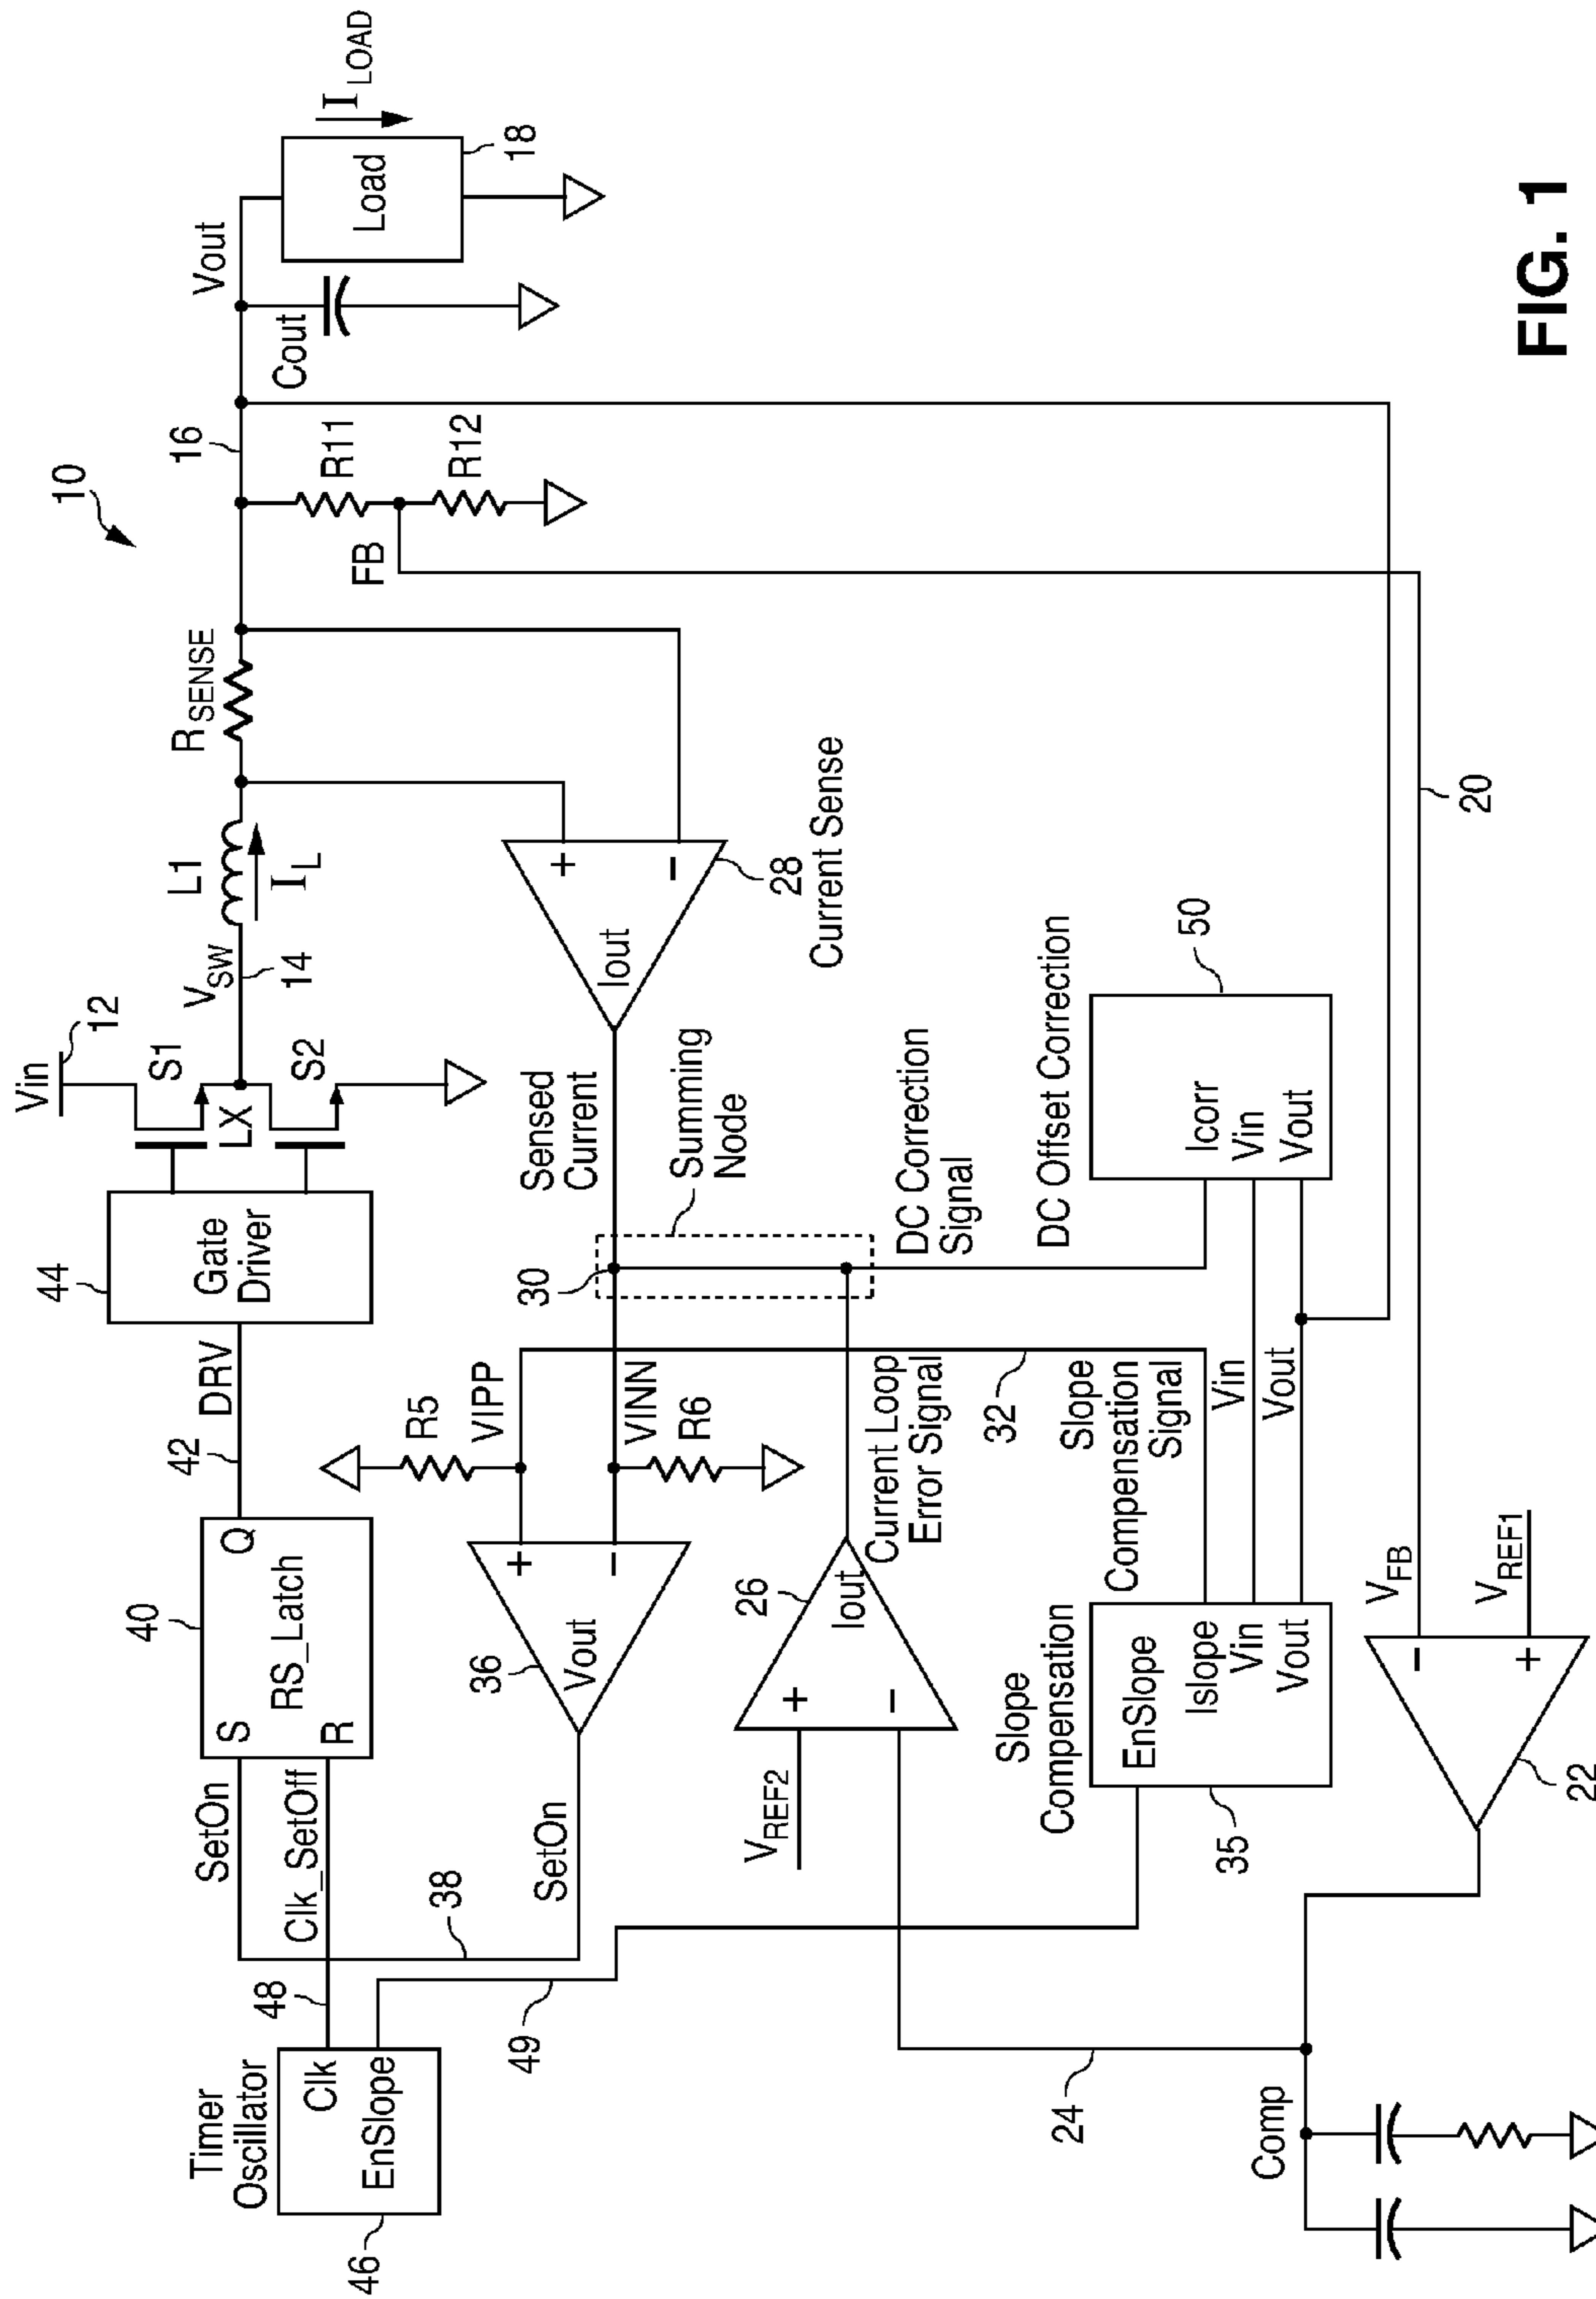 10
Vin
12
S1
LX
S2
VSW
14
L1
IL
RSENSE
16
Vout
Cout
R11
FB
R12
Load
18
ILOAD
44
Gate
Driver
DRV
42
40
S
Q
RS_Latch
R
SetOn
Clk_SetOff
48
Timer
Oscillator
Clk
EnSlope
46
49
38
SetOn
36
Vout
+
−
R5
VIPP
VINN
R6
30
Sensed
Current
Summing
Node
Iout
+
−
28
Current Sense
VREF2
+
−
26
Iout
Current Loop
Error Signal
DC Correction
Signal
32
Slope
Compensation
EnSlope
Islope
Vin
Vout
35
Slope
Compensation
Signal
Vin
Vout
DC Offset Correction
Icorr
Vin
Vout
50
24
Comp
22
−
+
VFB
VREF1
20
FIG. 1